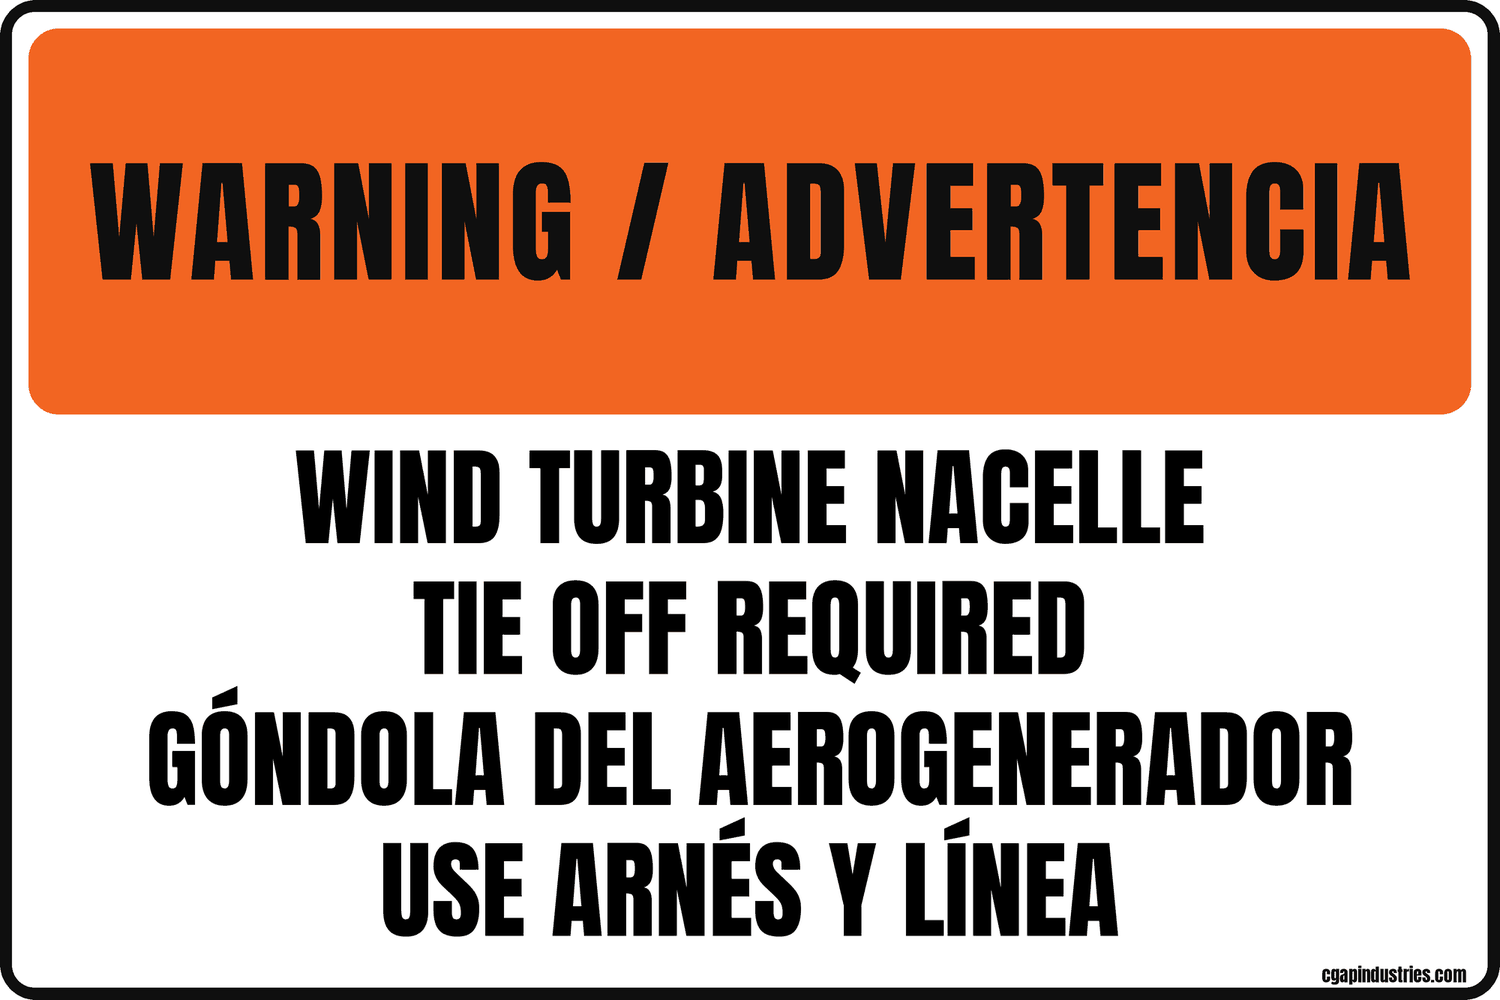 WARNING / ADVERTENCIA
WIND TURBINE NACELLE
TIE OFF REQUIRED
GÓNDOLA DEL AEROGENERADOR
USE ARNÉS Y LÍNEA
cgapindustries.com